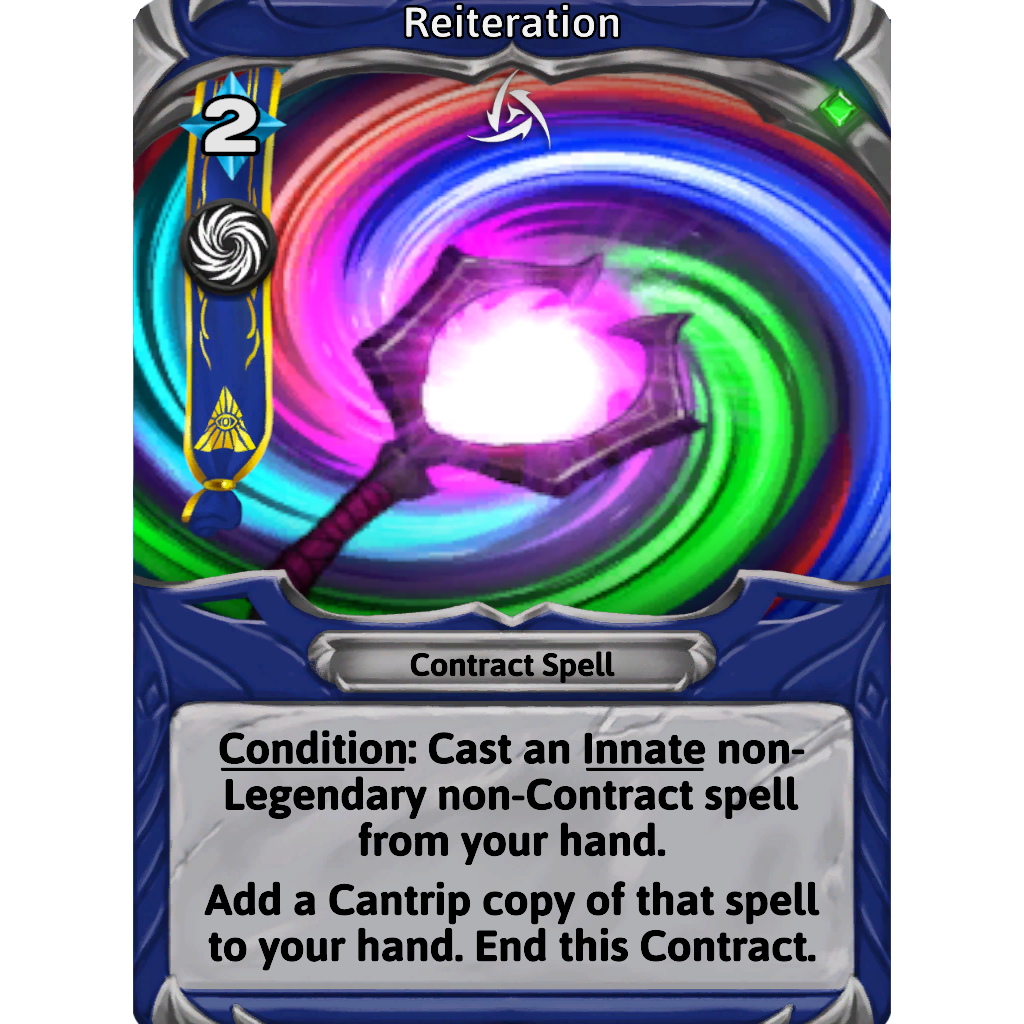 Reiteration
2
Contract Spell
Condition: Cast an Innate non-
Legendary non-Contract spell
from your hand.
Add a Cantrip copy of that spell
to your hand. End this Contract.